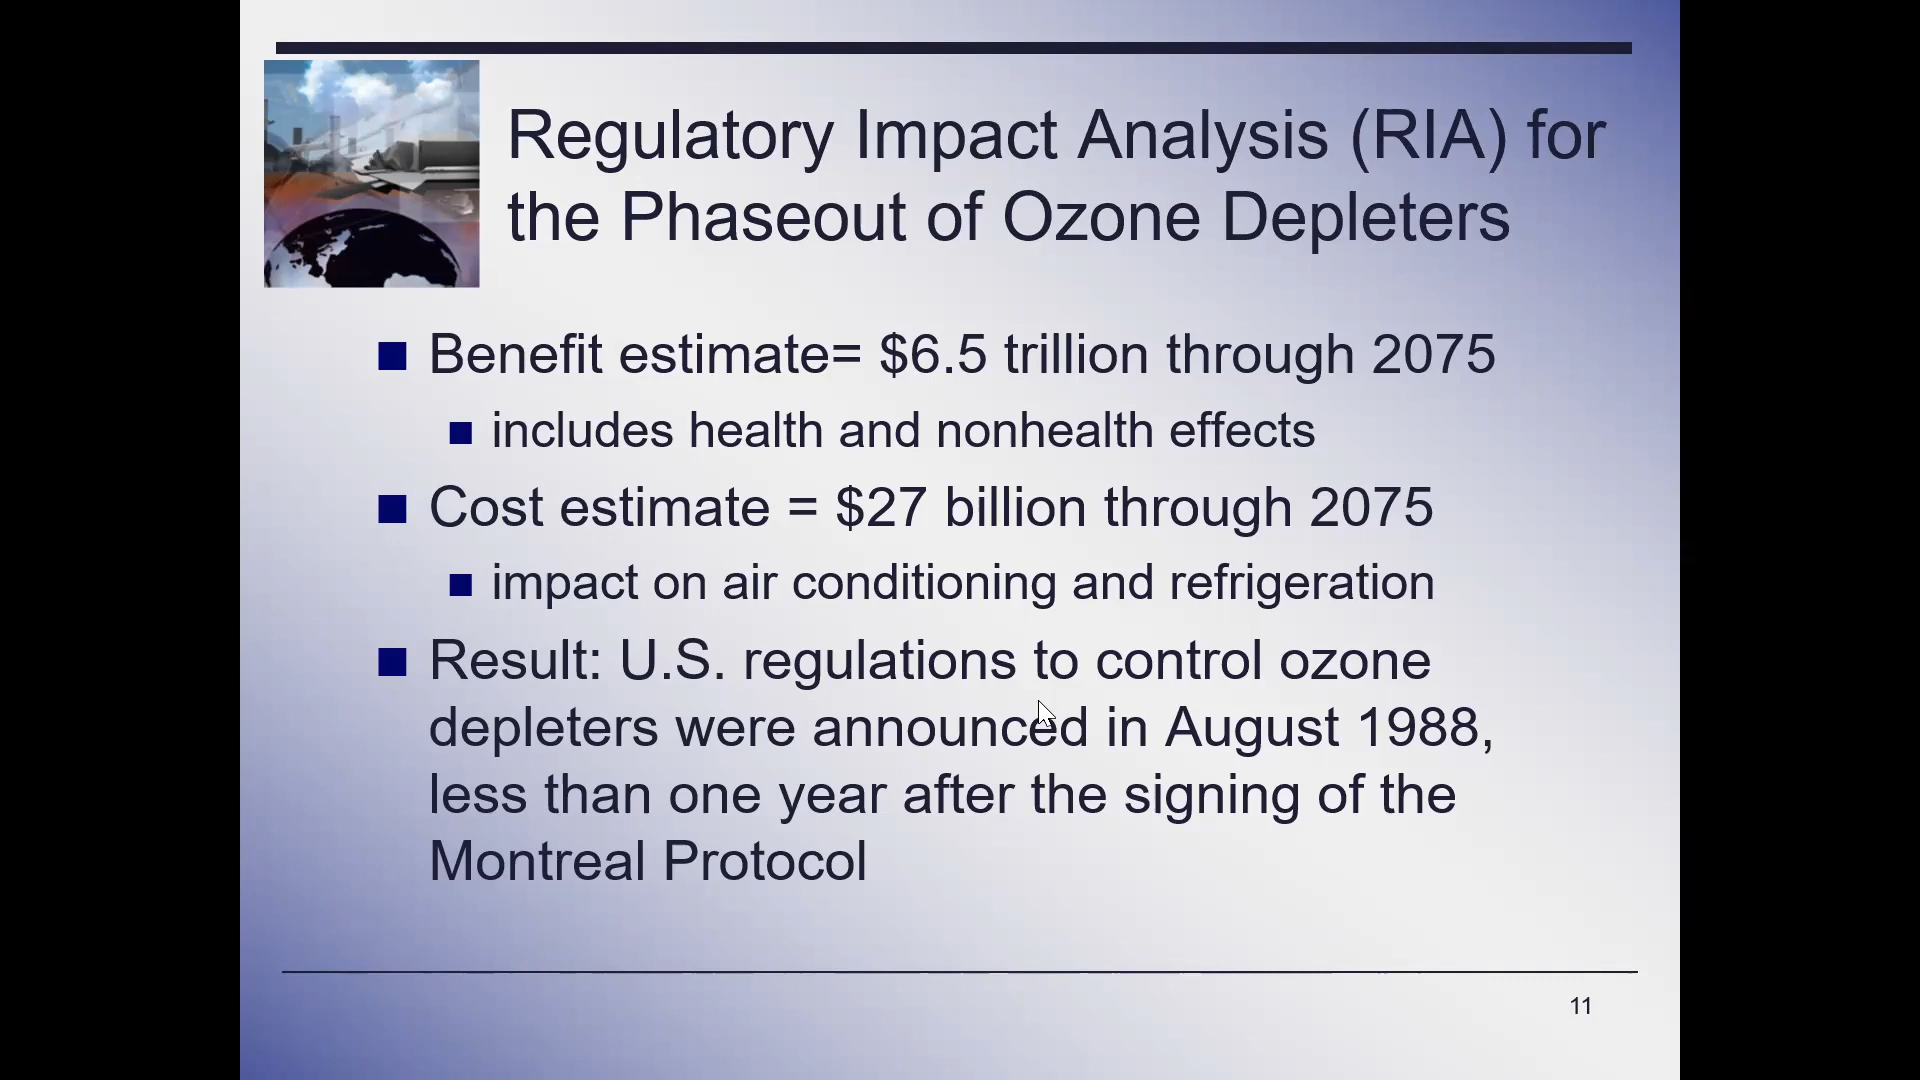 Regulatory Impact Analysis (RIA) for
the Phaseout of Ozone Depleters
Benefit estimate= $6.5 trillion through 2075
includes health and nonhealth effects
Cost estimate = $27 billion through 2075
impact on air conditioning and refrigeration
Result: U.S. regulations to control ozone
depleters were announced in August 1988,
less than one year after the signing of the
Montreal Protocol
11